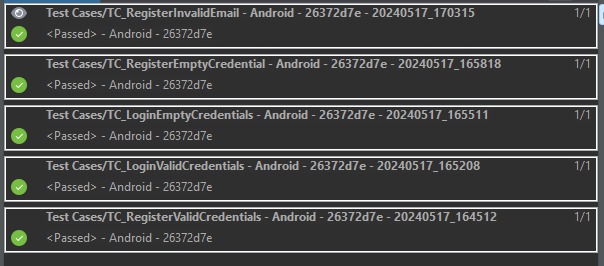 Test Cases/TC_RegisterInvalidEmail - Android - 26372d7e - 20240517_170315 1/1
<Passed> - Android - 26372d7e
Test Cases/TC_RegisterEmptyCredential - Android - 26372d7e - 20240517_165818 1/1
<Passed> - Android - 26372d7e
Test Cases/TC_LoginEmptyCredentials - Android - 26372d7e - 20240517_165511 1/1
<Passed> - Android - 26372d7e
Test Cases/TC_LoginValidCredentials - Android - 26372d7e - 20240517_165208 1/1
<Passed> - Android - 26372d7e
Test Cases/TC_RegisterValidCredentials - Android - 26372d7e - 20240517_164512 1/1
<Passed> - Android - 26372d7e